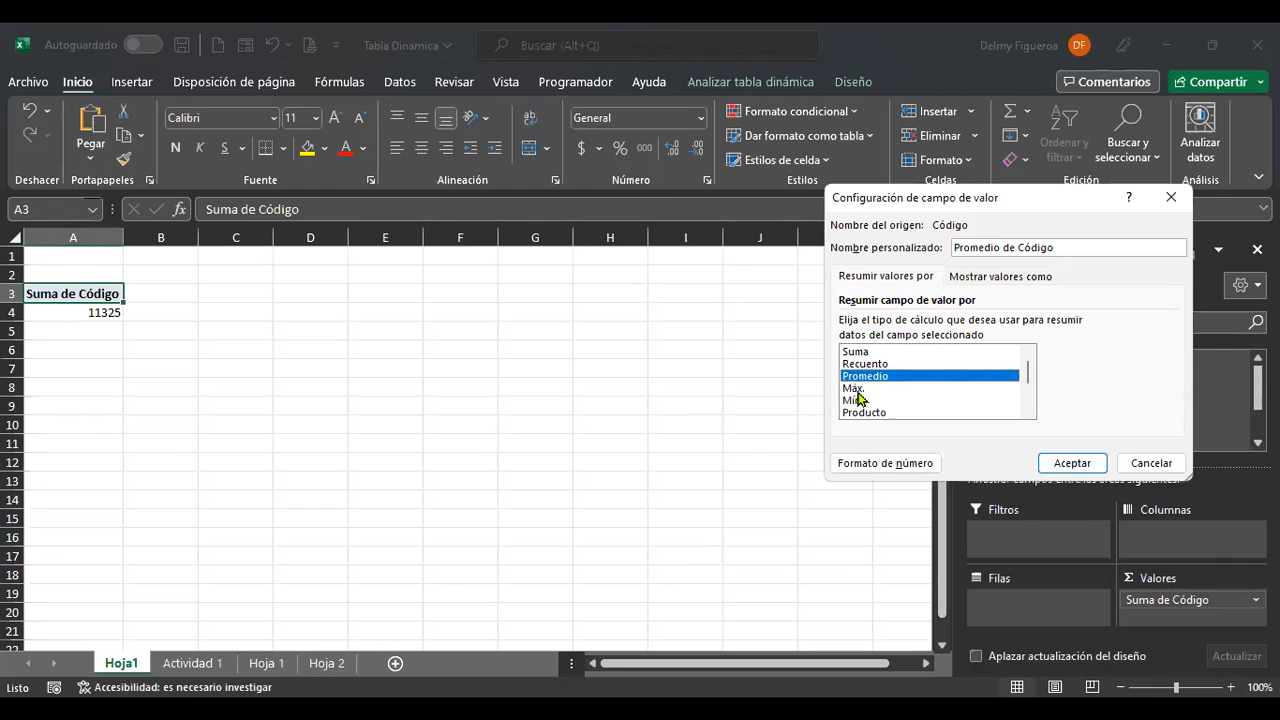 Autoguardado
Tabla Dinamica
Buscar (Alt+Q)
Delmy Figueroa
DF
Archivo
Inicio
Insertar
Disposición de página
Fórmulas
Datos
Revisar
Vista
Programador
Ayuda
Analizar tabla dinámica
Diseño
Comentarios
Compartir
Pegar
Calibri
11
N
K
S
ab
General
$
%
000
Formato condicional
Dar formato como tabla
Estilos de celda
Insertar
Eliminar
Formato
Ordenar y
filtrar
Buscar y
seleccionar
Analizar
datos
Deshacer
Portapapeles
Fuente
Alineación
Número
Estilos
Celdas
Edición
Análisis
A3
fx
Suma de Código
A B C D E F G H I J
1
2
3 Suma de Código
4 11325
5
6
7
8
9
10
11
12
13
14
15
16
17
18
19
20
21
Configuración de campo de valor
?
Nombre del origen: Código
Nombre personalizado: Promedio de Código
Resumir valores por
Mostrar valores como
Resumir campo de valor por
Elija el tipo de cálculo que desea usar para resumir
datos del campo seleccionado
Suma
Recuento
Promedio
Máx.
Producto
Formato de número
Aceptar
Cancelar
Filtros
Columnas
Filas
Σ Valores
Suma de Código
Aplazar actualización del diseño
Actualizar
Hoja1
Actividad 1
Hoja 1
Hoja 2
Listo
Accesibilidad: es necesario investigar
100%